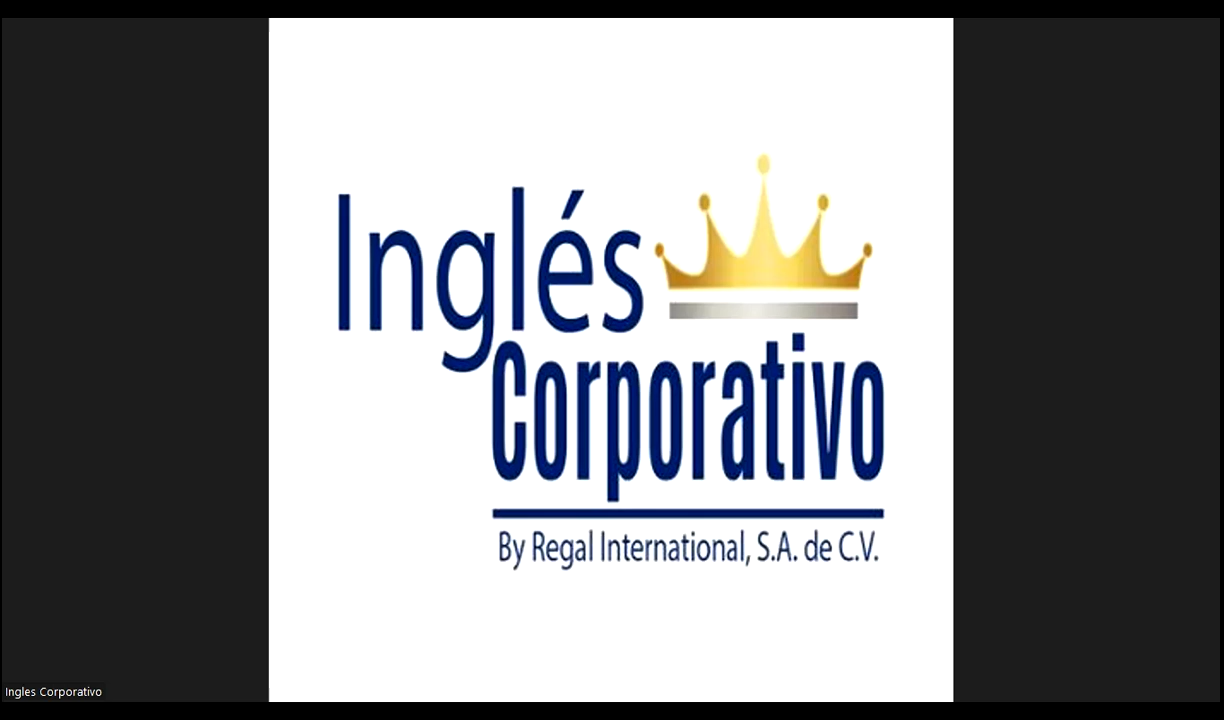 Inglés
Corporativo
By Regal International, S.A. de C.V.
Ingles Corporativo